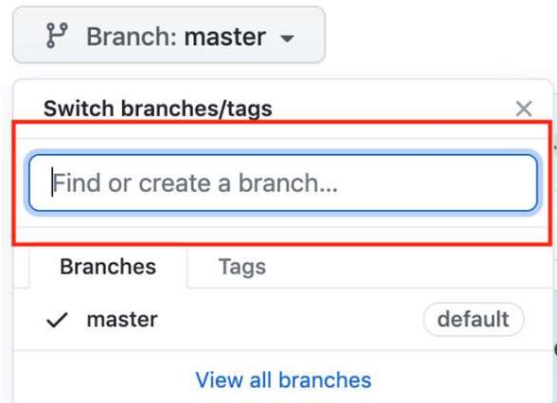 Branch: master
Switch branches/tags
Find or create a branch...
Branches Tags
master default
View all branches